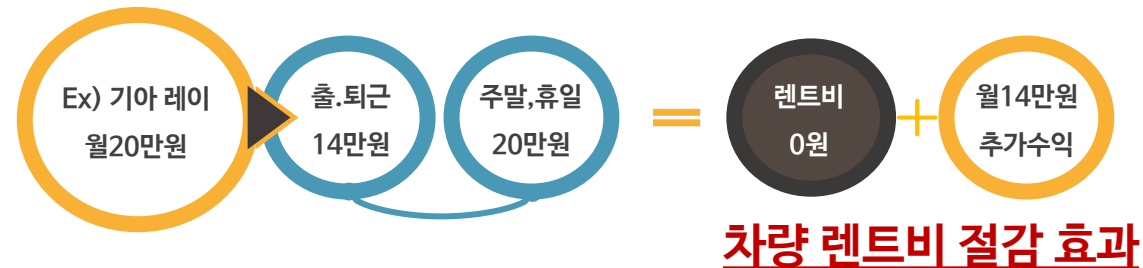 Ex) 기아 레이
월20만원
출.퇴근
14만원
주말,휴일
20만원
=
렌트비
0원
+
월14만원
추가수익
차량 렌트비 절감 효과